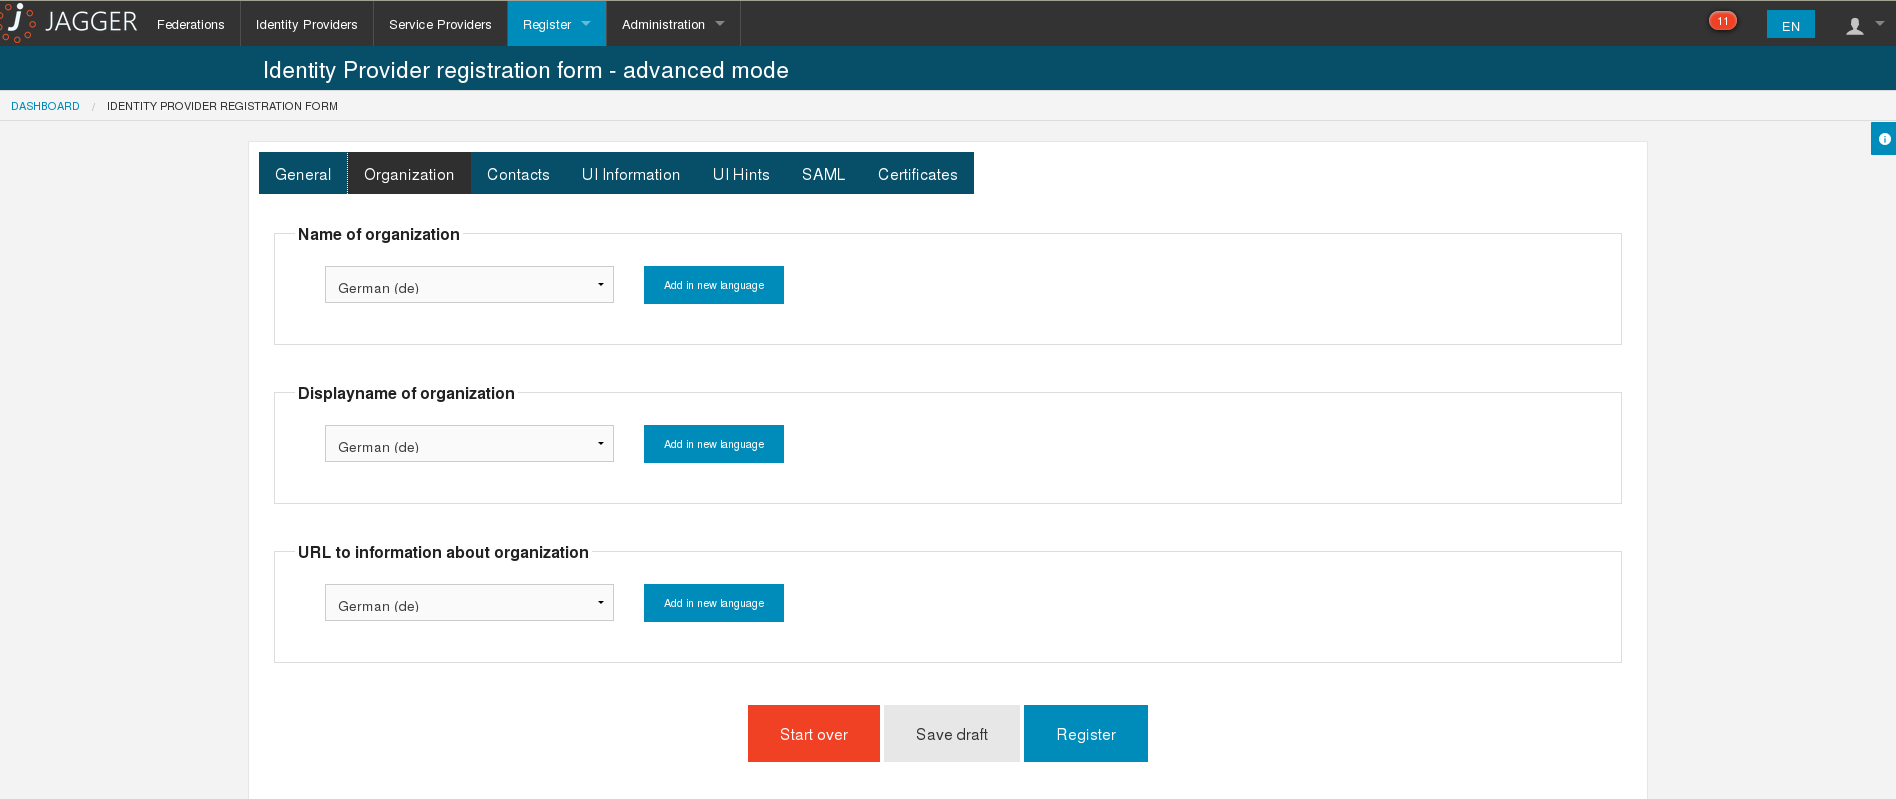 JAGGER Federations Identity Providers Service Providers Register Administration 11 EN
Identity Provider registration form - advanced mode
DASHBOARD / IDENTITY PROVIDER REGISTRATION FORM
General Organization Contacts UI Information UI Hints SAML Certificates
Name of organization
German (de) Add in new language
Displayname of organization
German (de) Add in new language
URL to information about organization
German (de) Add in new language
Start over Save draft Register